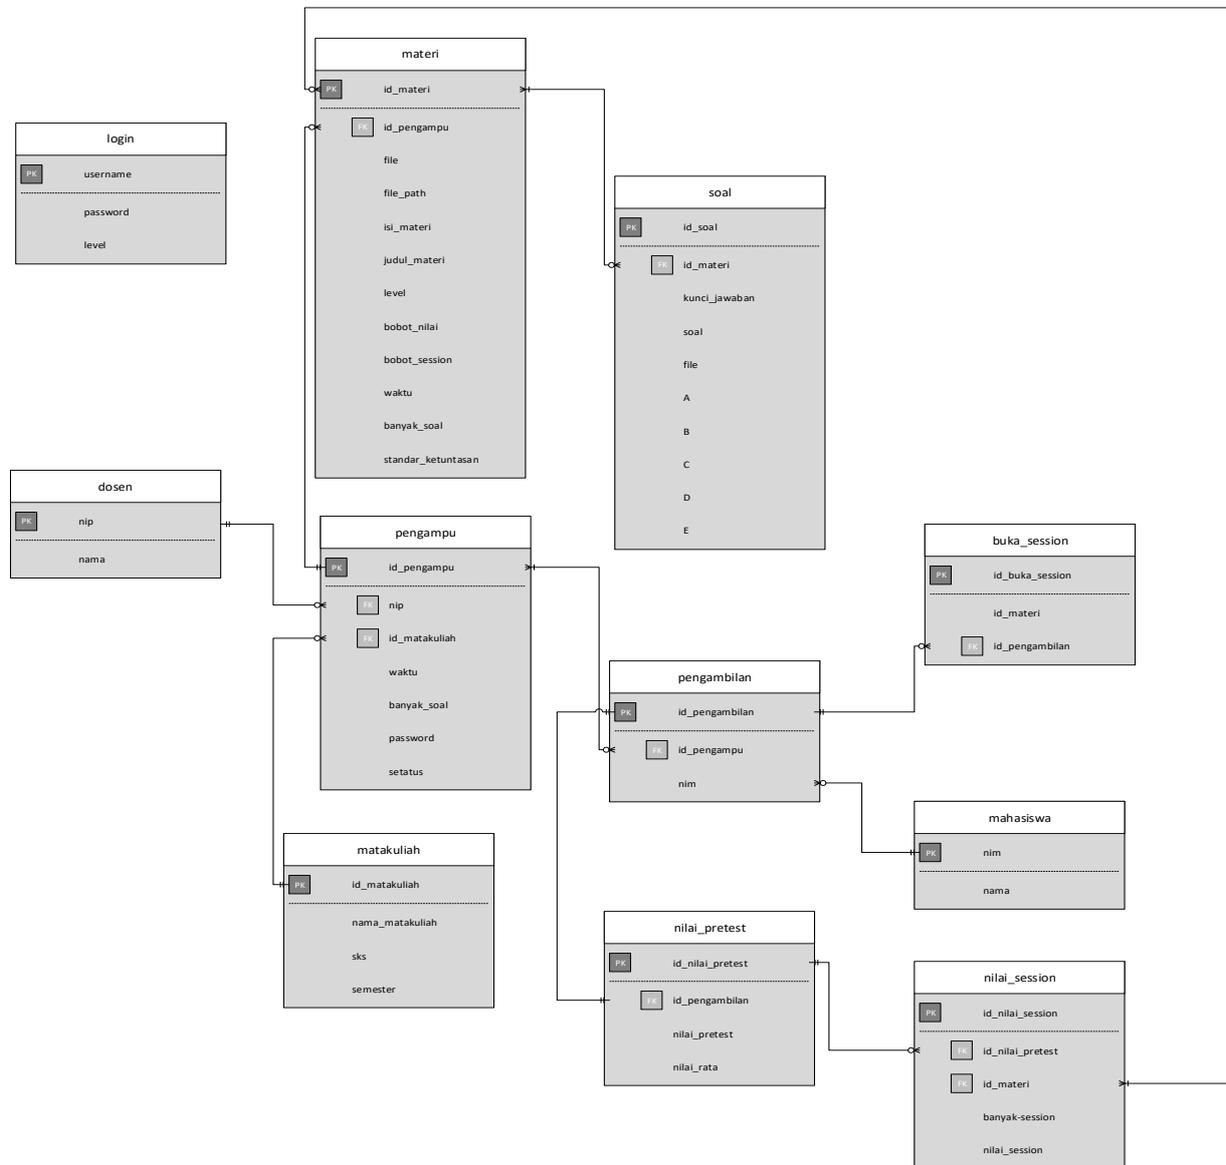 materi
PK id_materi
FK id_pengampu
file
file_path
isi_materi
judul_materi
level
bobot_nilai
bobot_session
waktu
banyak_soal
standar_ketuntasan
login
PK username
password
level
soal
PK id_soal
FK id_materi
kunci_jawaban
soal
file
A
B
C
D
E
dosen
PK nip
nama
pengampu
PK id_pengampu
FK nip
FK id_matakuliah
waktu
banyak_soal
password
setatus
buka_session
PK id_buka_session
id_materi
FK id_pengambilan
pengambilan
PK id_pengambilan
FK id_pengampu
nim
mahasiswa
PK nim
nama
matakuliah
PK id_matakuliah
nama_matakuliah
sks
semester
nilai_pretest
PK id_nilai_pretest
FK id_pengambilan
nilai_pretest
nilai_rata
nilai_session
PK id_nilai_session
FK id_nilai_pretest
FK id_materi
banyak-session
nilai_session